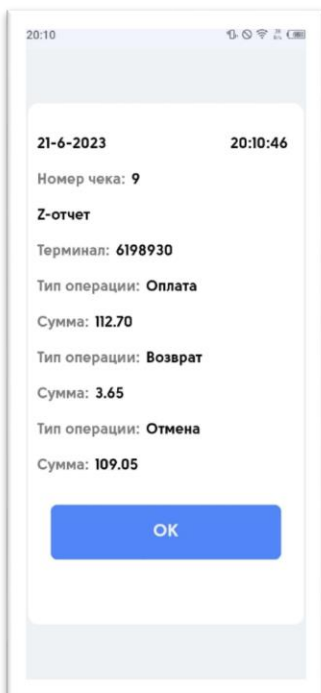 20:10
21-6-2023 20:10:46
Номер чека: 9
Z-отчет
Терминал: 6198930
Тип операции: Оплата
Сумма: 112.70
Тип операции: Возврат
Сумма: 3.65
Тип операции: Отмена
Сумма: 109.05
ОК